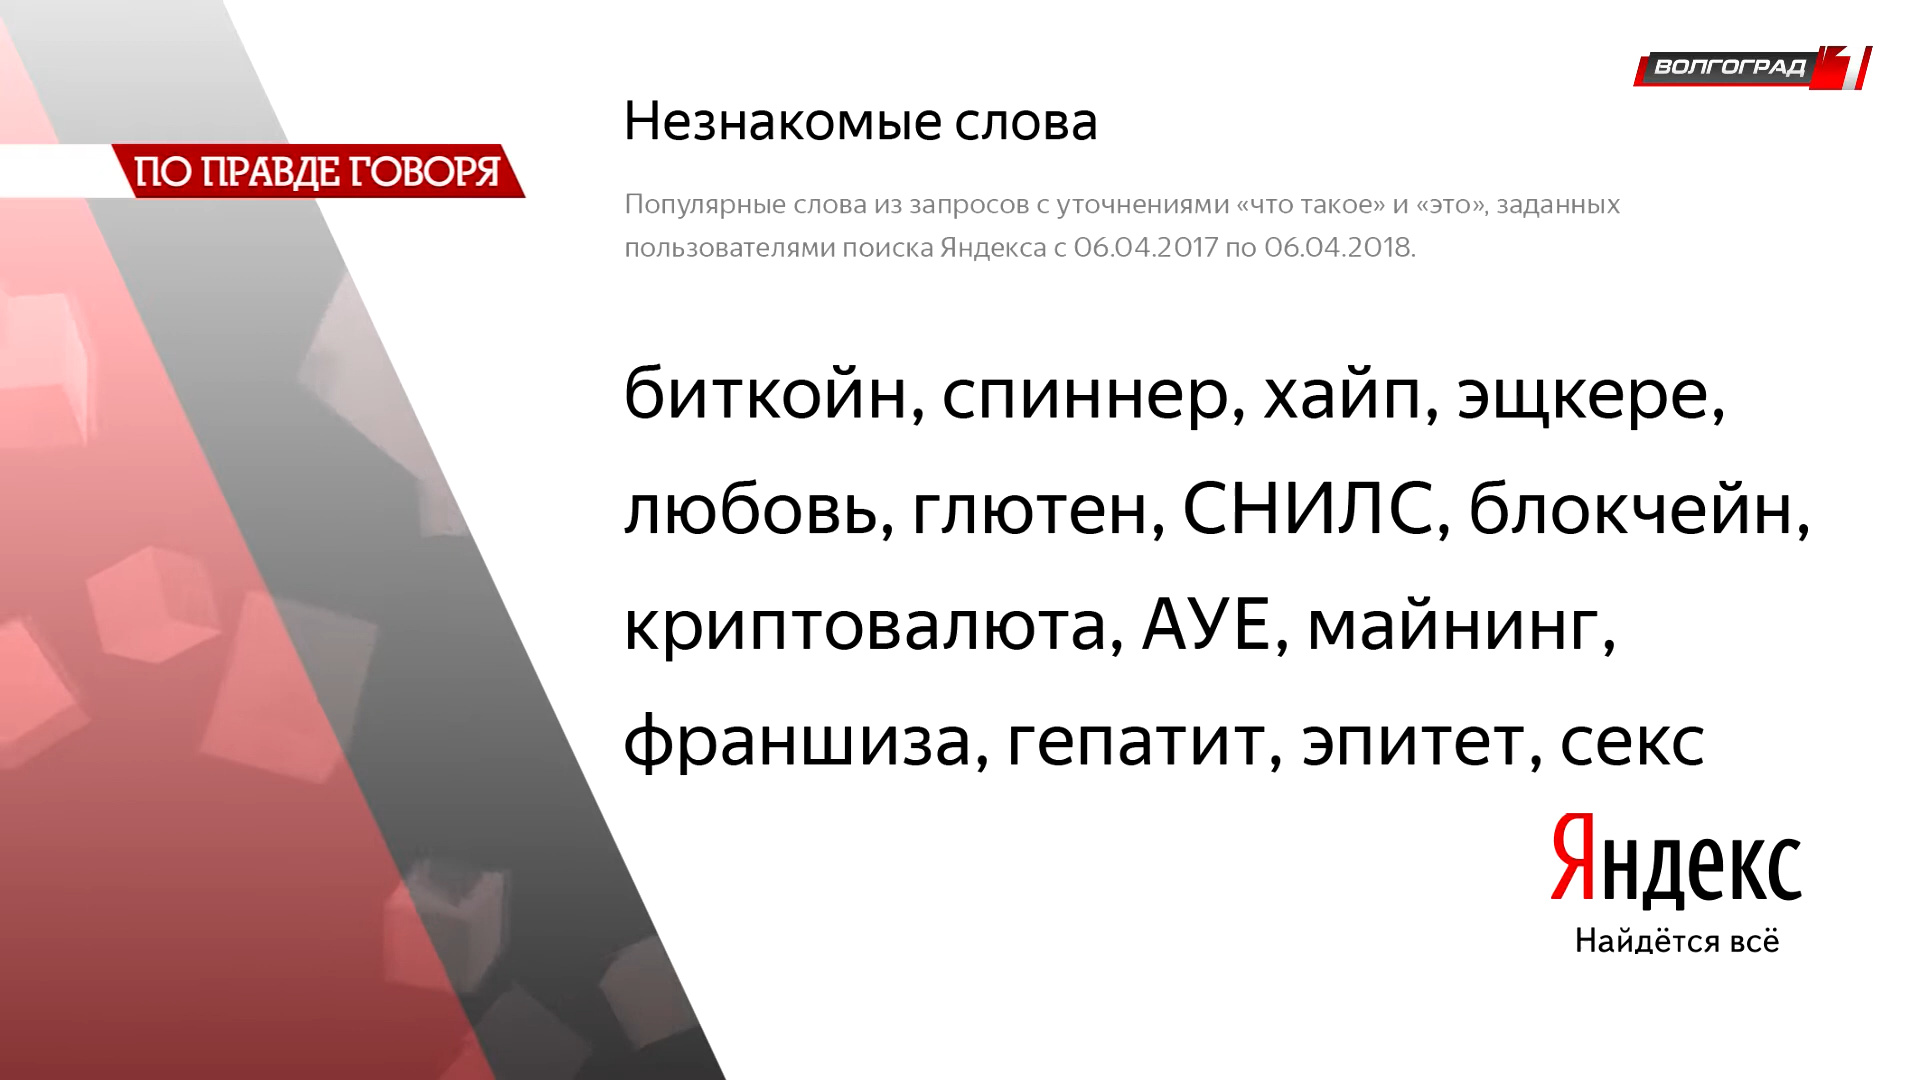 ВОЛГОГРАД 1
Незнакомые слова
ПО ПРАВДЕ ГОВОРЯ
Популярные слова из запросов с уточнениями «что такое» и «это», заданных
пользователями поиска Яндекса с 06.04.2017 по 06.04.2018.
биткойн, спиннер, хайп, эщкере,
любовь, глютен, СНИЛС, блокчейн,
криптовалюта, АУЕ, майнинг,
франшиза, гепатит, эпитет, секс
Яндекс
Найдётся всё